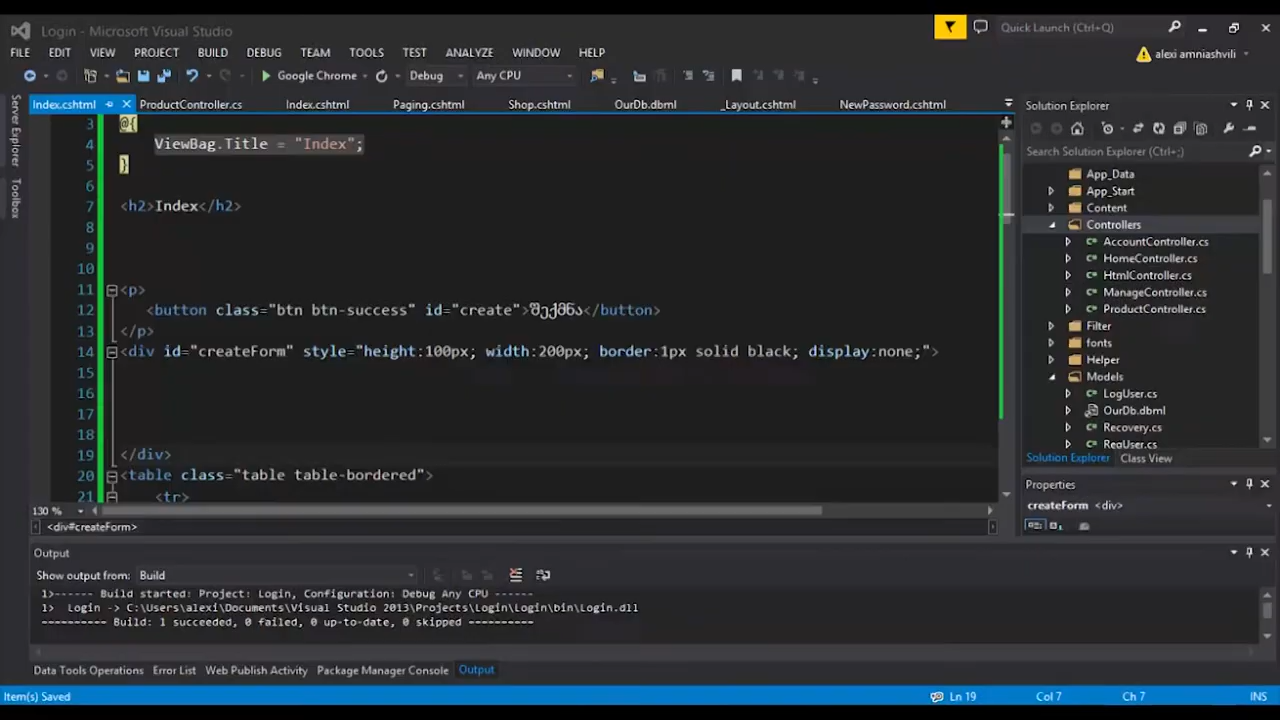 Login - Microsoft Visual Studio
Quick Launch (Ctrl+Q)
FILE EDIT VIEW PROJECT BUILD DEBUG TEAM TOOLS TEST ANALYZE WINDOW HELP
alexi amniashvili
Google Chrome Debug Any CPU
Server Explorer
Toolbox
Index.cshtml ProductController.cs Index.cshtml Paging.cshtml Shop.cshtml OurDb.dbml _Layout.cshtml NewPassword.cshtml
3 @{
4 ViewBag.Title = "Index";
5 }
6
7 <h2>Index</h2>
8
9
10
11 <p>
12 <button class="btn btn-success" id="create">შექმნა</button>
13 </p>
14 <div id="createForm" style="height:100px; width:200px; border:1px solid black; display:none;">
15
16
17
18
19 </div>
20 <table class="table table-bordered">
21 <tr>
130 %
<div#createForm>
Solution Explorer
Search Solution Explorer (Ctrl+;)
App_Data
App_Start
Content
Controllers
AccountController.cs
HomeController.cs
HtmlController.cs
ManageController.cs
ProductController.cs
Filter
fonts
Helper
Models
LogUser.cs
OurDb.dbml
Recovery.cs
RegUser.cs
Solution Explorer Class View
Properties
createForm <div>
Output
Show output from: Build
1>------ Build started: Project: Login, Configuration: Debug Any CPU ------
1> Login -> C:\Users\alexi\Documents\Visual Studio 2013\Projects\Login\Login\bin\Login.dll
========== Build: 1 succeeded, 0 failed, 0 up-to-date, 0 skipped ==========
Data Tools Operations Error List Web Publish Activity Package Manager Console Output
Item(s) Saved Ln 19 Col 7 Ch 7 INS